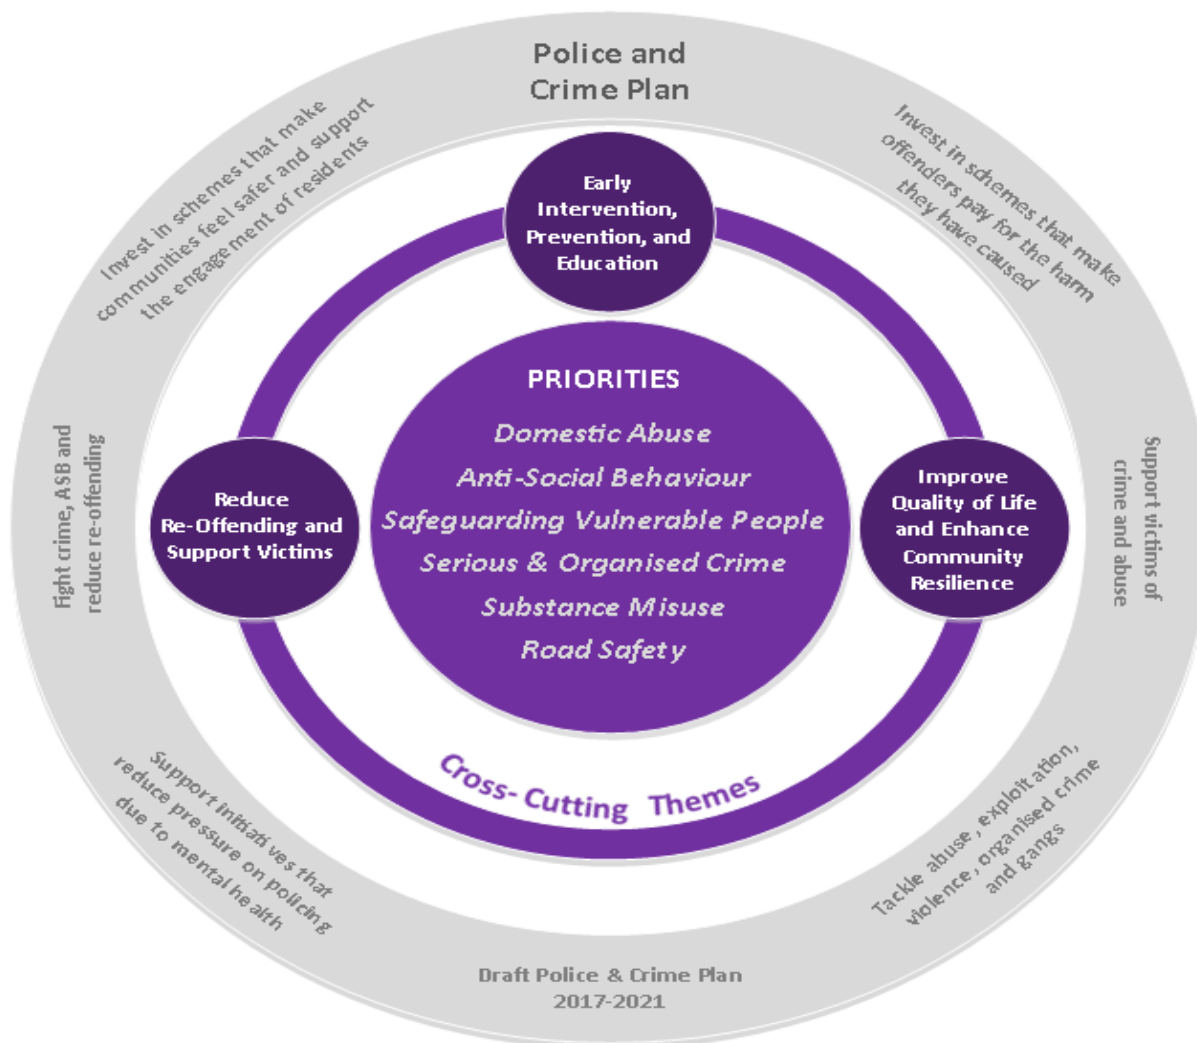 Police and
Crime Plan
Invest in schemes that make
communities feel safer and support
the engagement of residents
Invest in schemes that make
offenders pay for the harm
they have caused
Early
Intervention,
Prevention, and
Education
PRIORITIES
Domestic Abuse
Anti-Social Behaviour
Safeguarding Vulnerable People
Serious & Organised Crime
Substance Misuse
Road Safety
Fight crime, ASB and
reduce re-offending
Reduce
Re-Offending and
Support Victims
Improve
Quality of Life
and Enhance
Community
Resilience
Support victims of
crime and abuse
Cross- Cutting Themes
Support Initiatives that
reduce pressure on policing
due to mental health
Tackle abuse, exploitation,
violence, organised crime
and gangs
Draft Police & Crime Plan
2017-2021